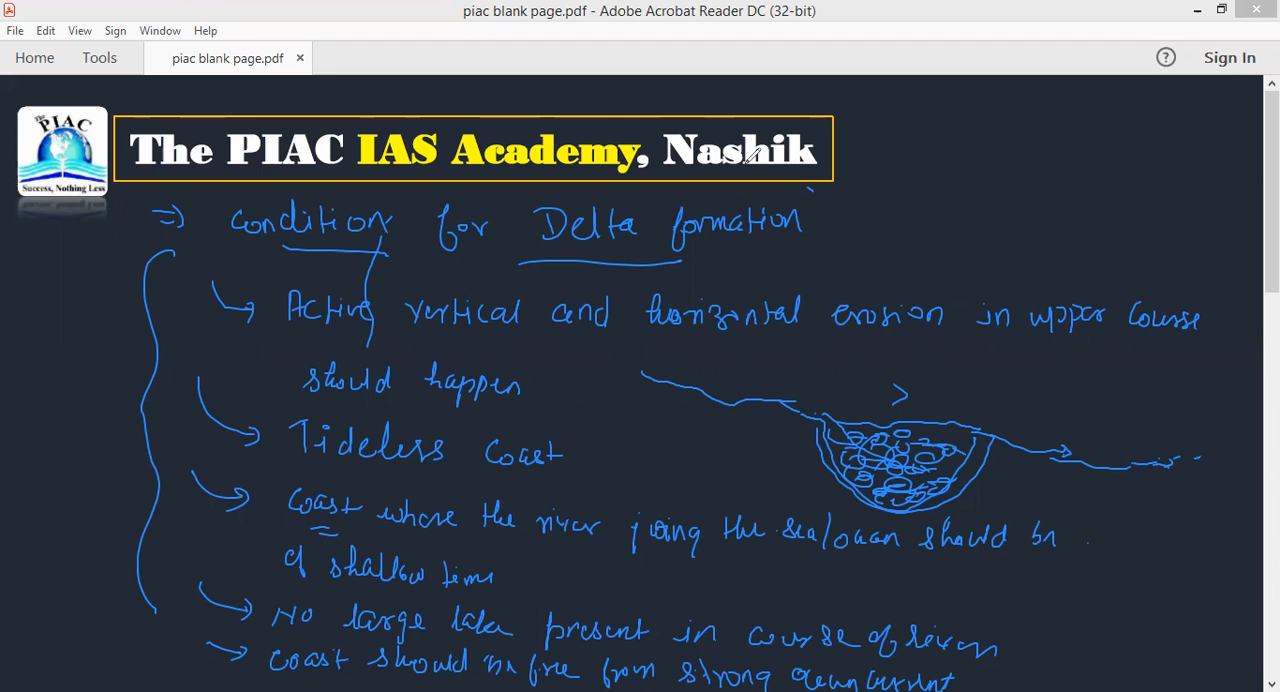 piac blank page.pdf - Adobe Acrobat Reader DC (32-bit)
File Edit View Sign Window Help
Home Tools piac blank page.pdf × ? Sign In
The PIAC
Success, Nothing Less
The PIAC IAS Academy, Nashik
⇒ Condition for Delta formation
Active vertical and horizontal erosion in upper course
should happen
Tideless coast
Coast where the river joing the sea/ocean should be
of shallow
No large lake present in course of river
Coast should be free from strong ocean current